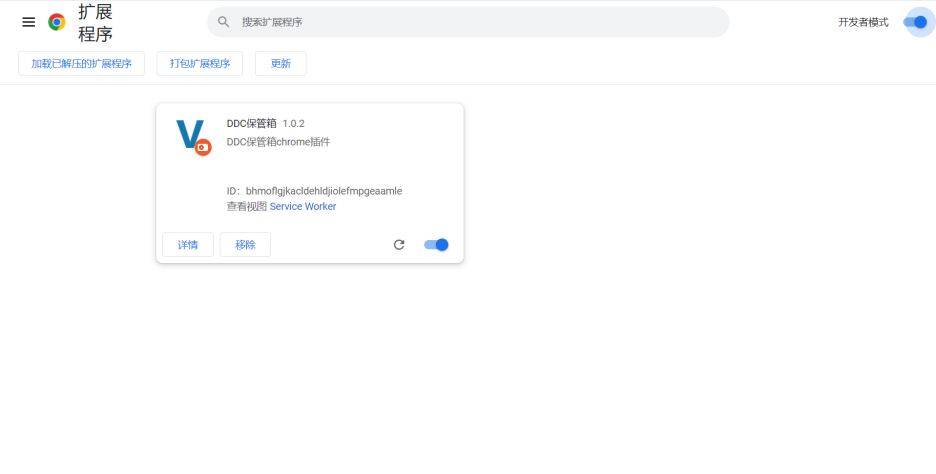 扩展
程序
搜索扩展程序
开发者模式
加载已解压的扩展程序
打包扩展程序
更新
DDC保管箱 1.0.2
DDC保管箱chrome插件
ID：bhmoflgjkacldehldjiolefmpgeaamle
查看视图 Service Worker
详情
移除